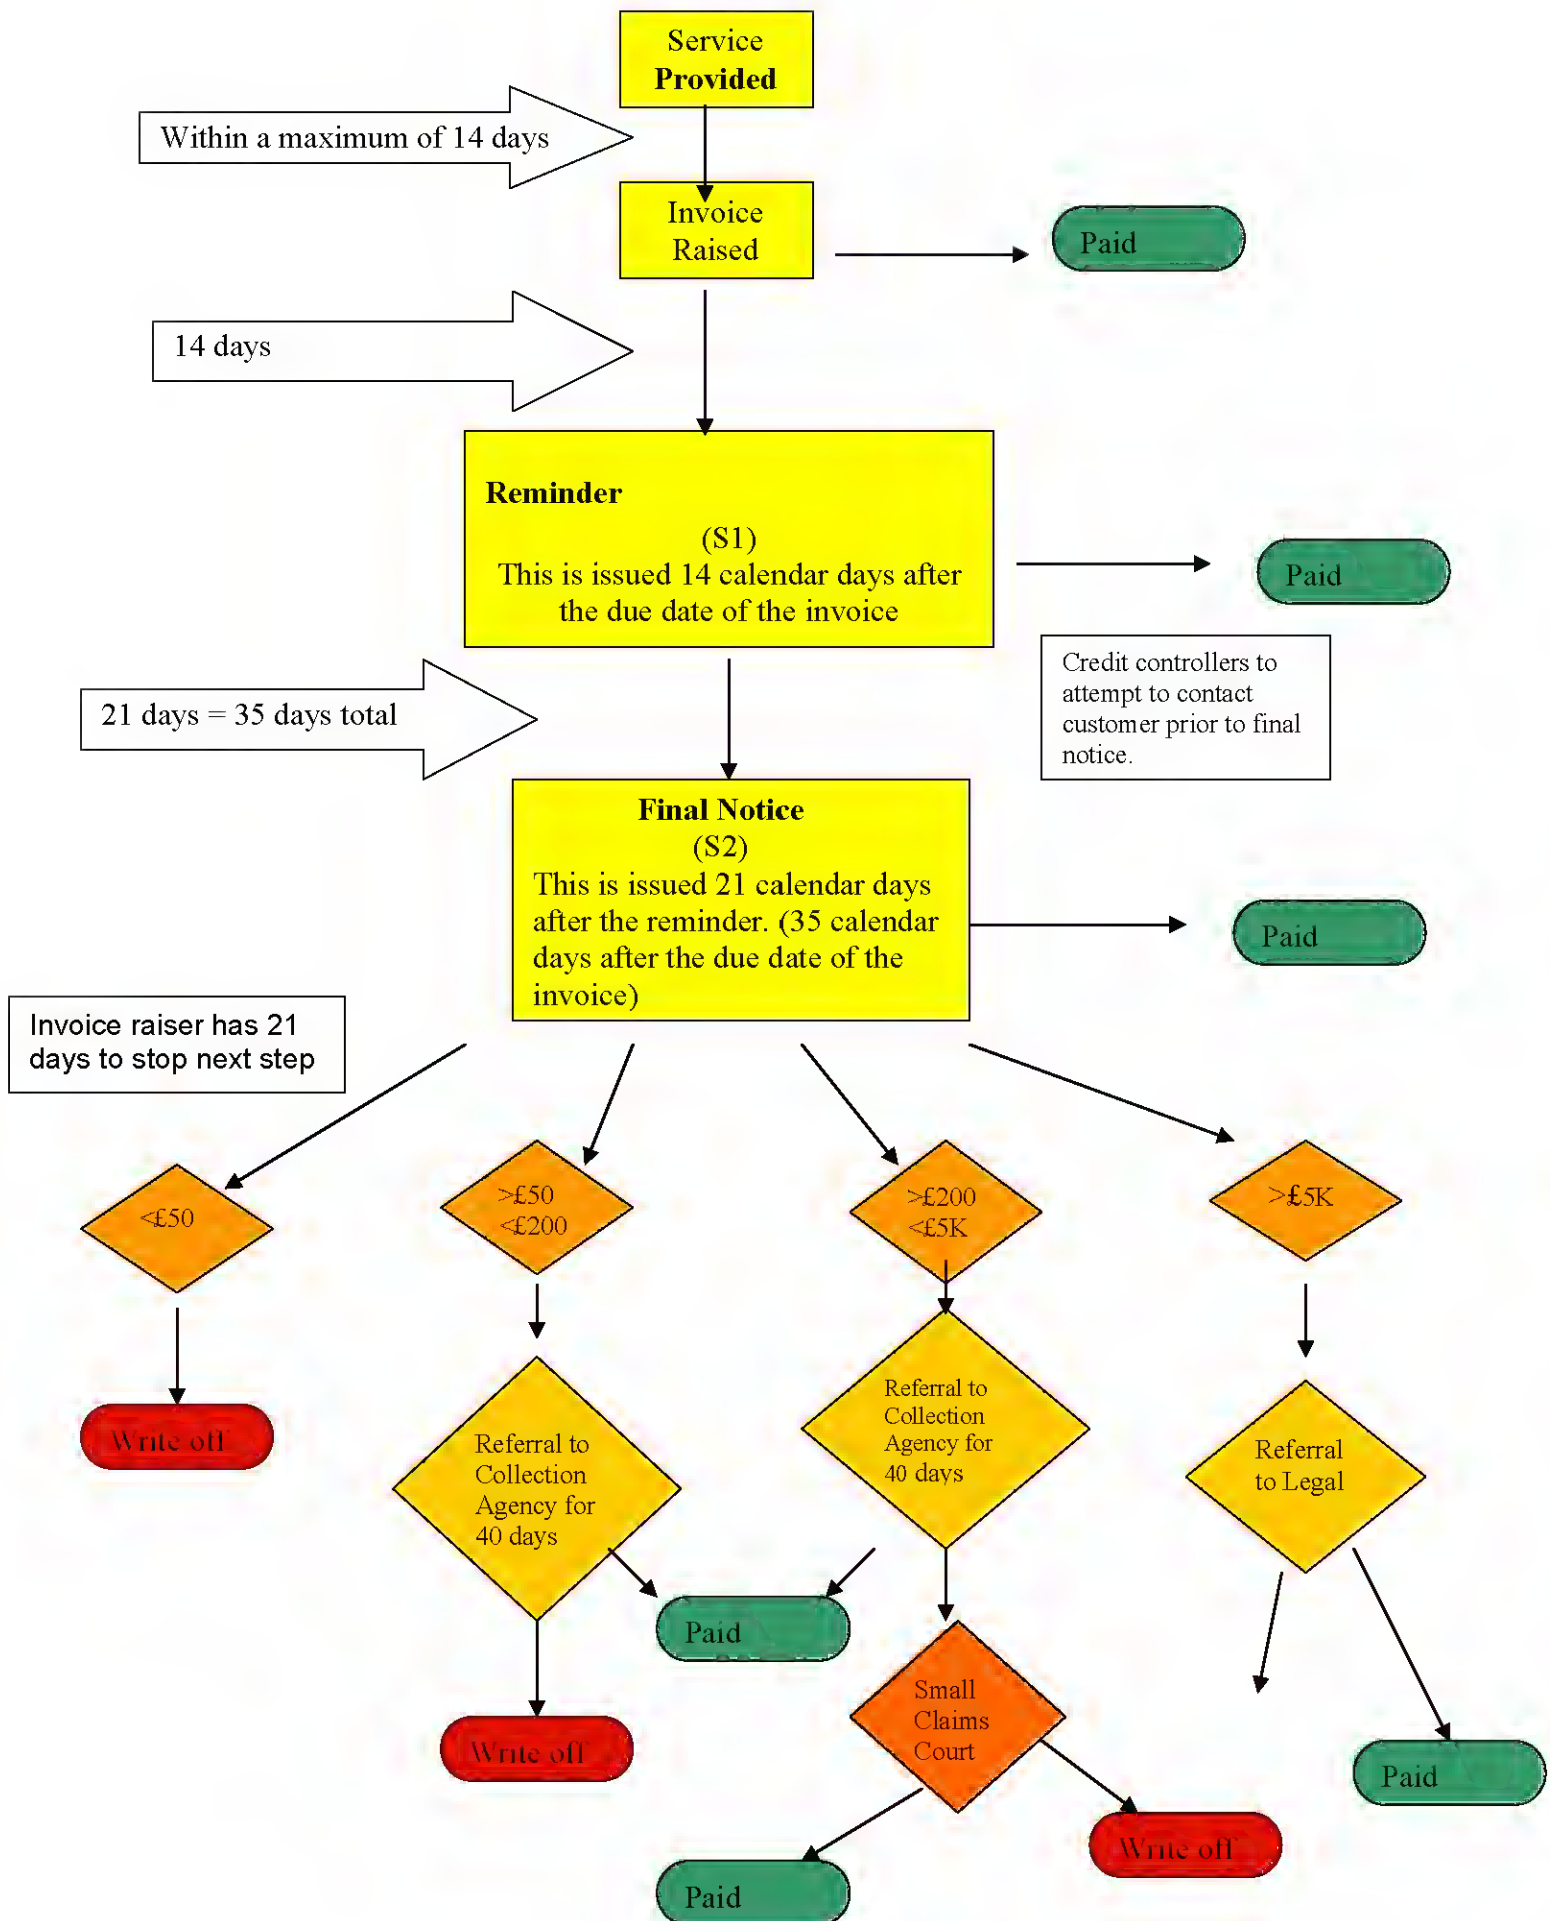 Service
Provided
Within a maximum of 14 days
Invoice
Raised
Paid
14 days
Reminder
(S1)
This is issued 14 calendar days after
the due date of the invoice
Paid
Credit controllers to
attempt to contact
customer prior to final
notice.
21 days = 35 days total
Final Notice
(S2)
This is issued 21 calendar days
after the reminder. (35 calendar
days after the due date of the
invoice)
Paid
Invoice raiser has 21
days to stop next step
<£50
>£50
<£200
>£200
<£5K
>£5K
Write off
Referral to
Collection
Agency for
40 days
Referral to
Collection
Agency for
40 days
Referral
to Legal
Paid
Write off
Small
Claims
Court
Paid
Write off
Paid